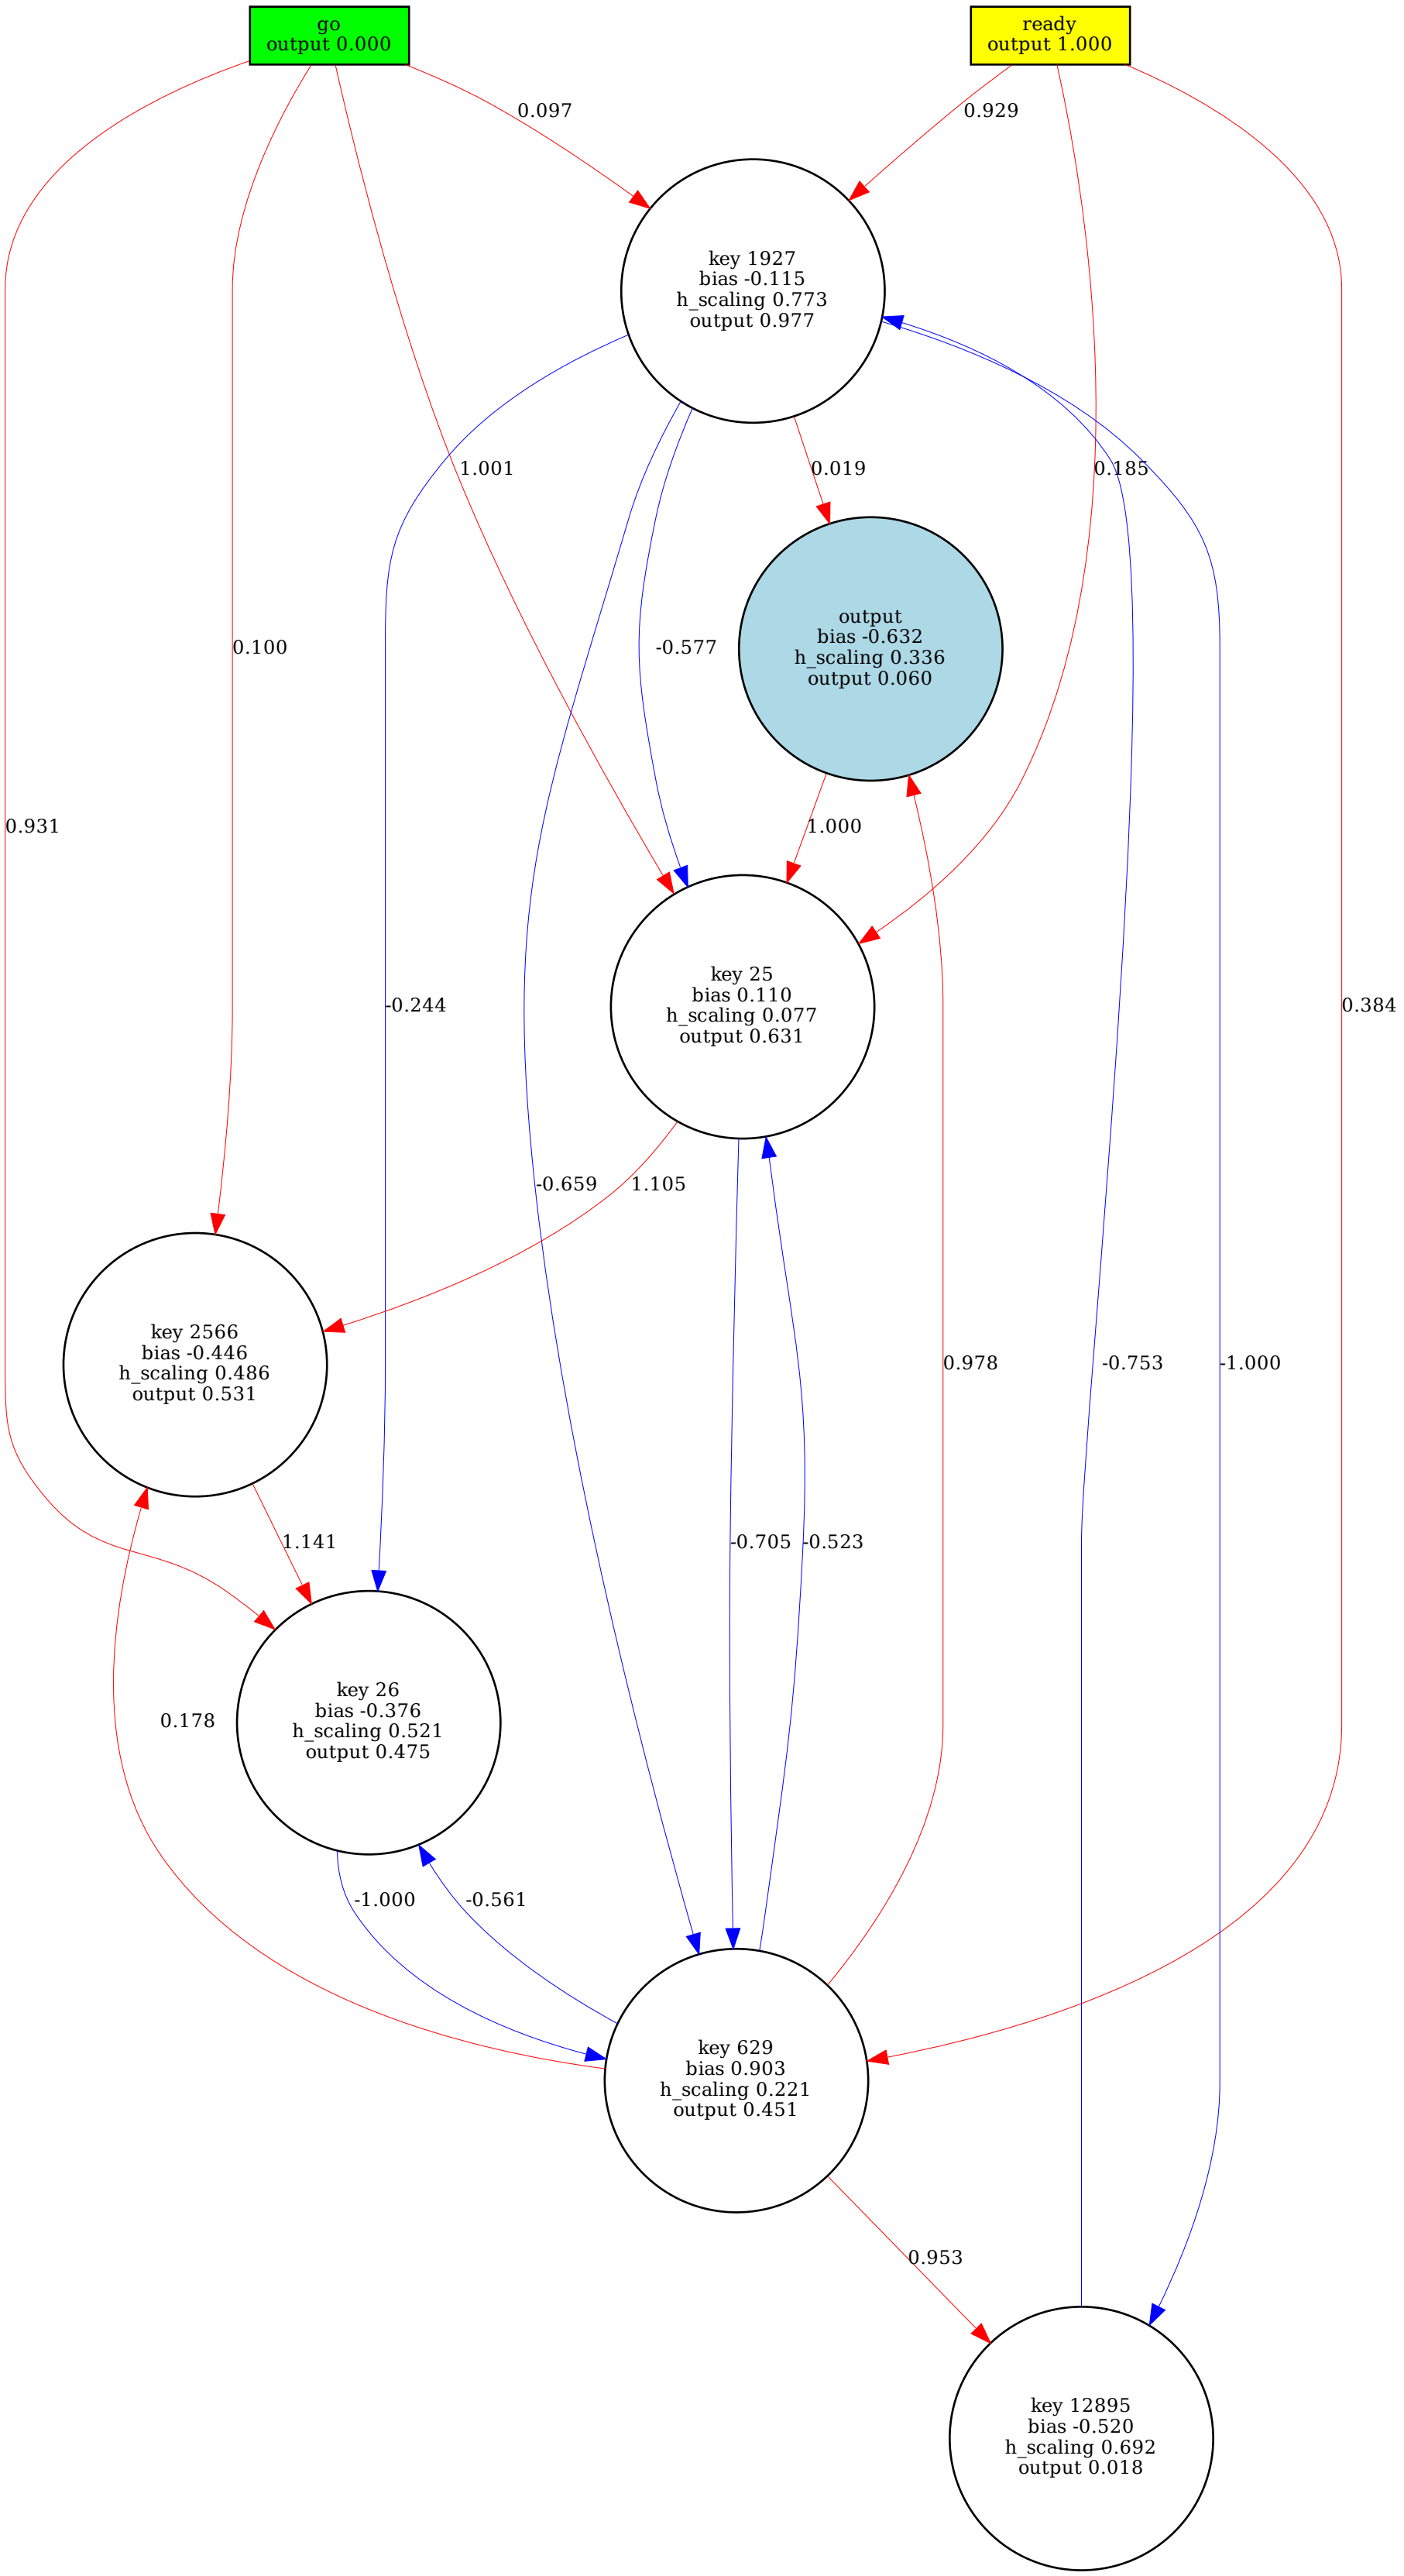 go
output 0.000
ready
output 1.000
0.097
0.929
key 1927
bias -0.115
h_scaling 0.773
output 0.977
1.001
0.019
0.185
0.100
-0.577
output
bias -0.632
h_scaling 0.336
output 0.060
0.931
1.000
-0.244
key 25
bias 0.110
h_scaling 0.077
output 0.631
0.384
-0.659
1.105
key 2566
bias -0.446
h_scaling 0.486
output 0.531
0.978
-0.753
-1.000
1.141
-0.705
-0.523
0.178
key 26
bias -0.376
h_scaling 0.521
output 0.475
-1.000
-0.561
key 629
bias 0.903
h_scaling 0.221
output 0.451
0.953
key 12895
bias -0.520
h_scaling 0.692
output 0.018